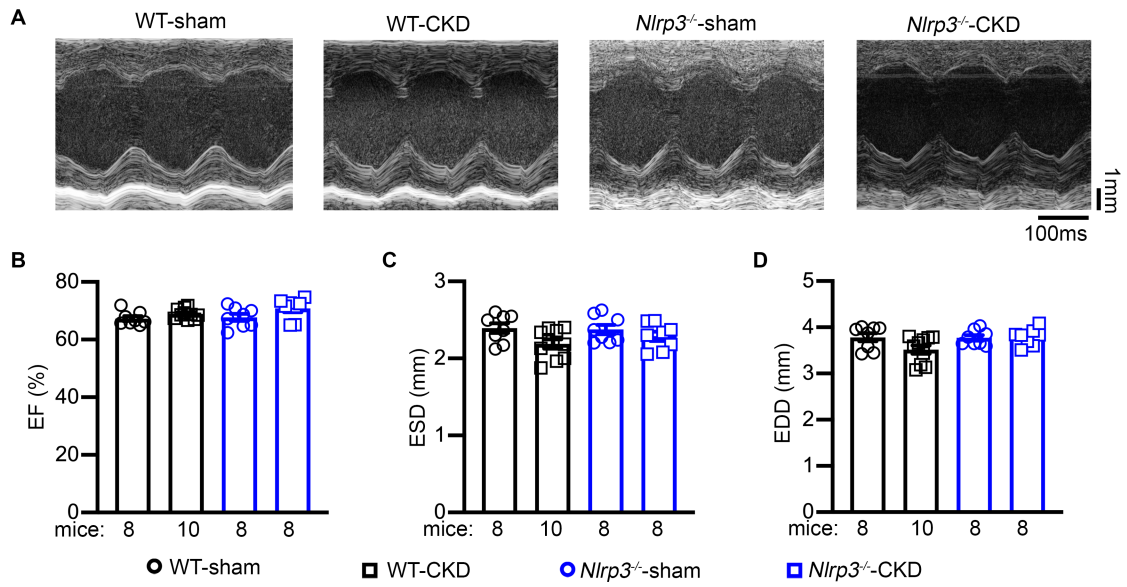 A
WT-sham
WT-CKD
Nlrp3-/--sham
Nlrp3-/--CKD
1mm
100ms
B
EF (%)
80
60
40
20
0
mice: 8 10 8 8
C
ESD (mm)
3
2
1
0
mice: 8 10 8 8
D
EDD (mm)
5
4
3
2
1
0
mice: 8 10 8 8
WT-sham
WT-CKD
Nlrp3-/--sham
Nlrp3-/--CKD